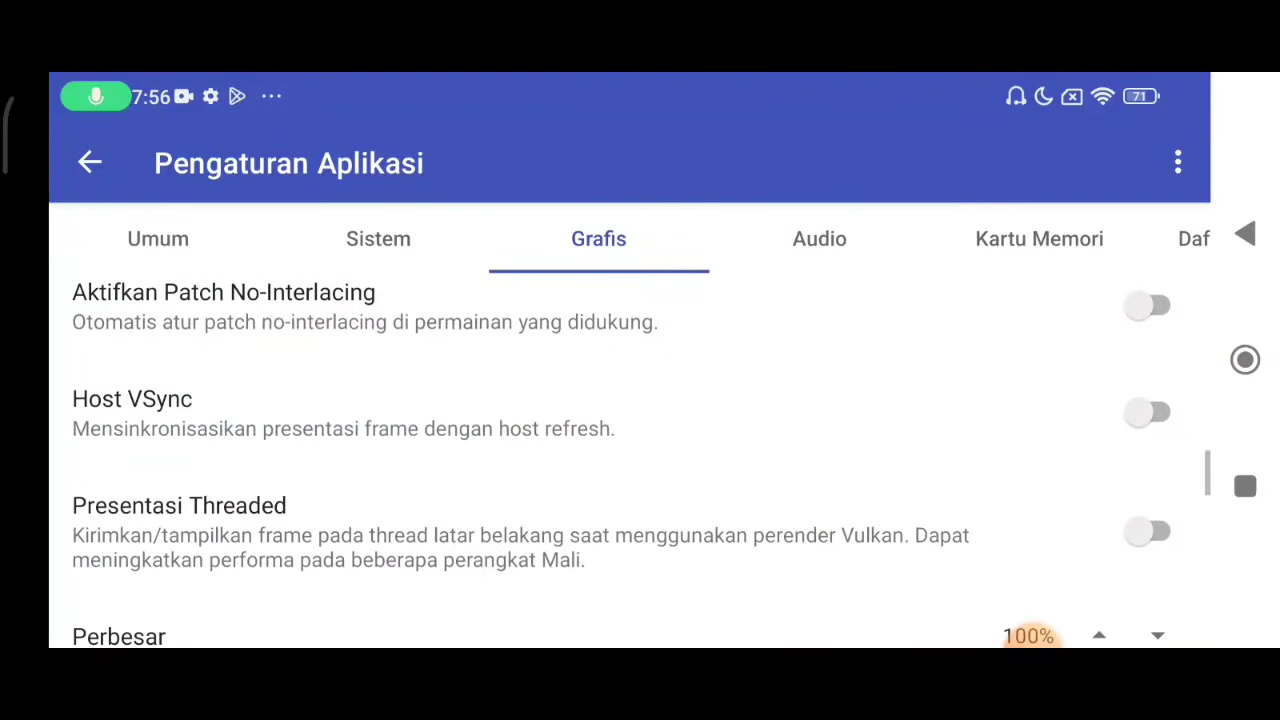 7:56
71
Pengaturan Aplikasi
Umum Sistem Grafis Audio Kartu Memori Daf
Aktifkan Patch No-Interlacing
Otomatis atur patch no-interlacing di permainan yang didukung.
Host VSync
Mensinkronisasikan presentasi frame dengan host refresh.
Presentasi Threaded
Kirimkan/tampilkan frame pada thread latar belakang saat menggunakan perender Vulkan. Dapat
meningkatkan performa pada beberapa perangkat Mali.
Perbesar 100%